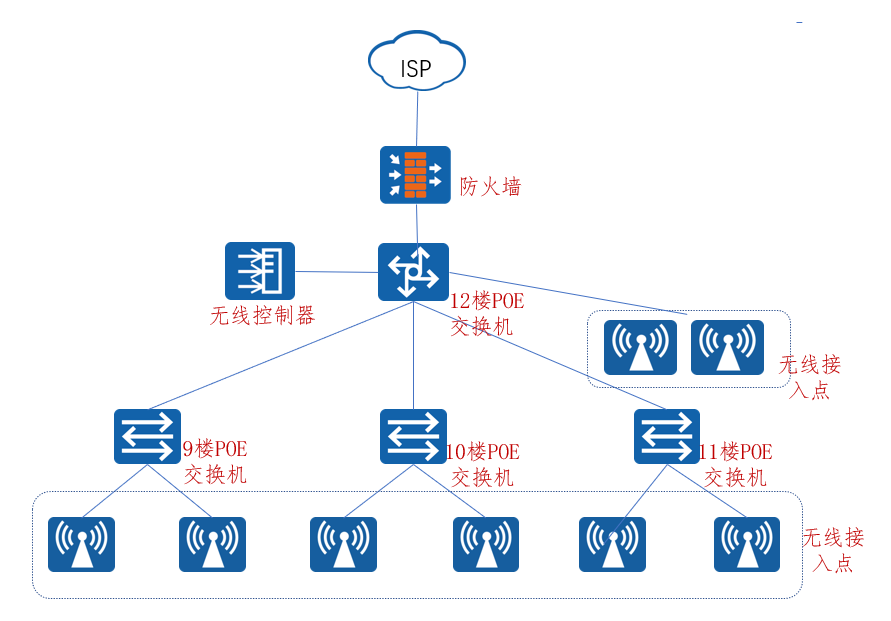 ISP
防火墙
无线控制器
12楼POE
交换机
无线接
入点
9楼POE
交换机
10楼POE
交换机
11楼POE
交换机
无线接
入点